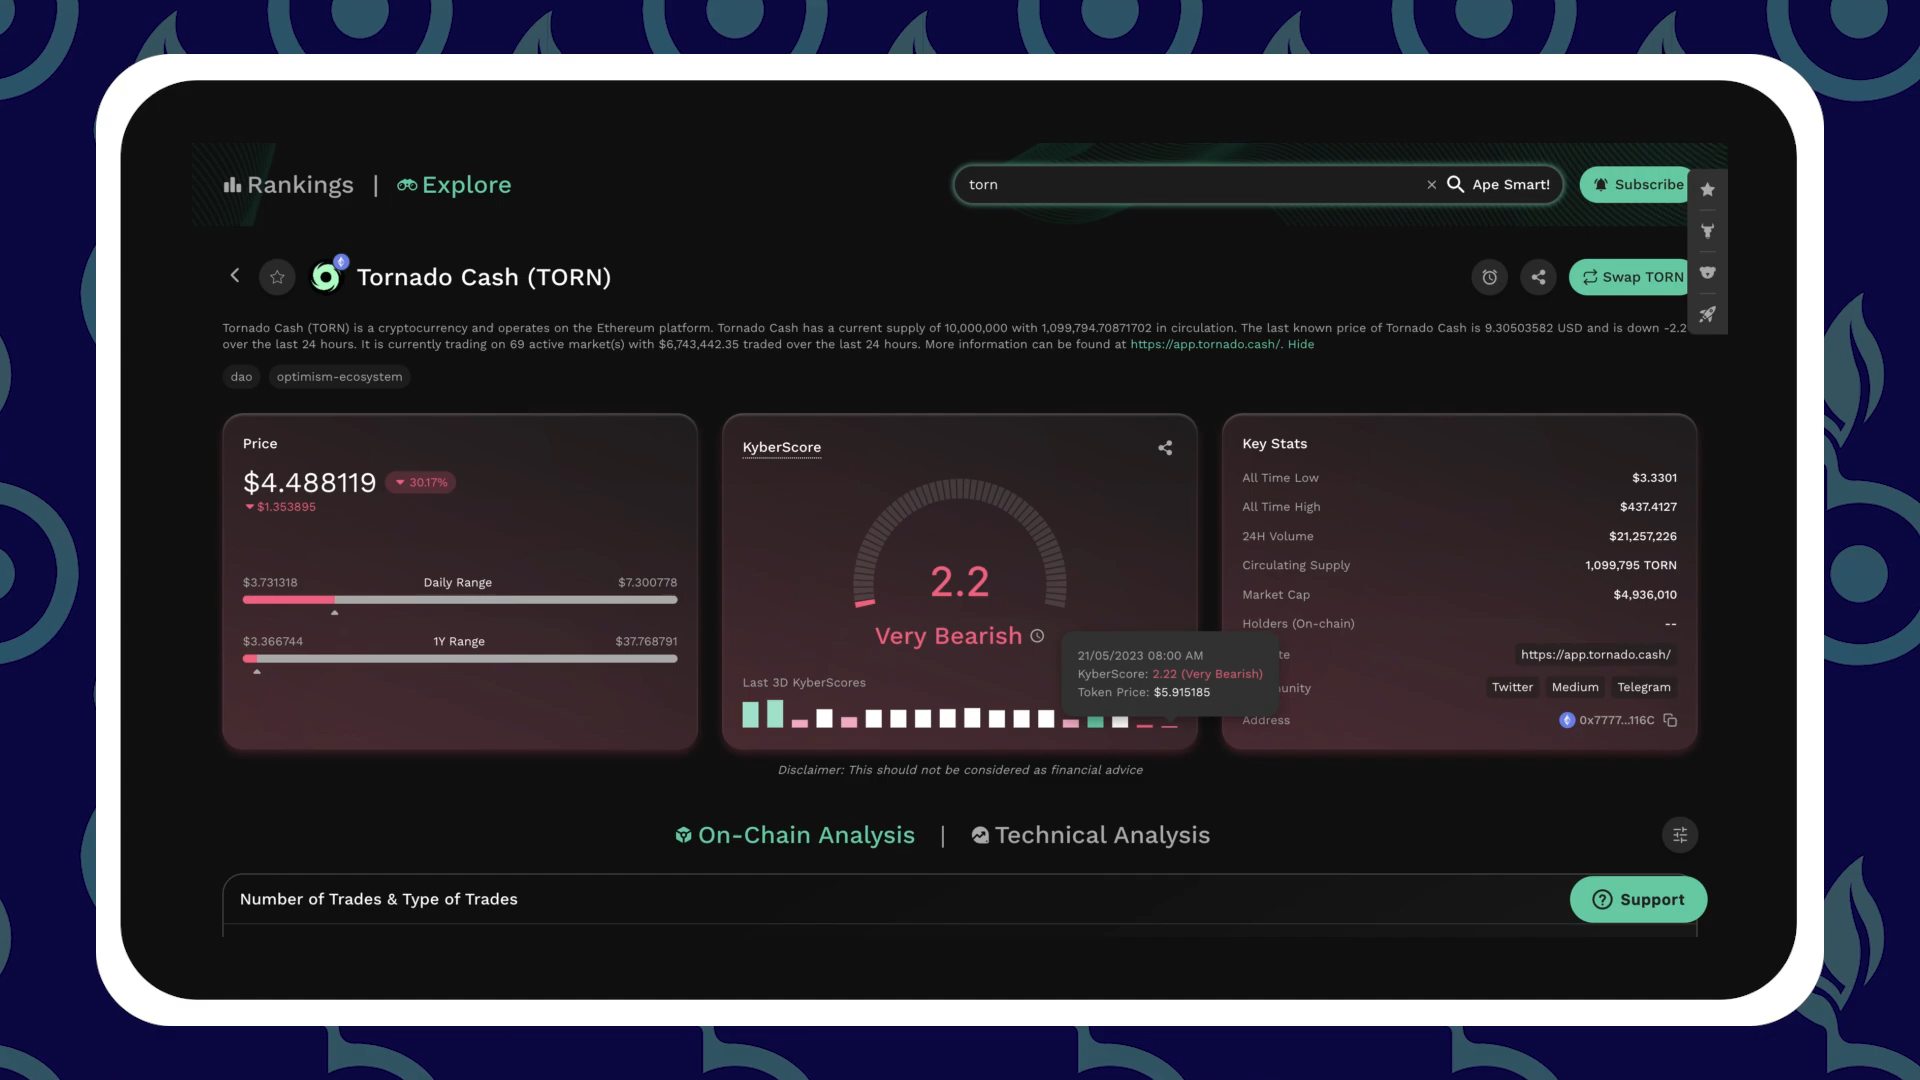 Rankings | Explore
torn
Ape Smart!
Subscribe
Tornado Cash (TORN)
Swap TORN
Tornado Cash (TORN) is a cryptocurrency and operates on the Ethereum platform. Tornado Cash has a current supply of 10,000,000 with 1,099,794.70871702 in circulation. The last known price of Tornado Cash is 9.30503582 USD and is down -2.2
over the last 24 hours. It is currently trading on 69 active market(s) with $6,743,442.35 traded over the last 24 hours. More information can be found at https://app.tornado.cash/. Hide
dao
optimism-ecosystem
Price
$4.488119
30.17%
$1.353895
$3.731318
Daily Range
$7.300778
$3.366744
1Y Range
$37.768791
KyberScore
2.2
Very Bearish
Last 3D KyberScores
21/05/2023 08:00 AM
KyberScore: 2.22 (Very Bearish)
Token Price: $5.915185
Key Stats
All Time Low
$3.3301
All Time High
$437.4127
24H Volume
$21,257,226
Circulating Supply
1,099,795 TORN
Market Cap
$4,936,010
Holders (On-chain)
--
te
https://app.tornado.cash/
unity
Twitter
Medium
Telegram
Address
0x7777...116C
Disclaimer: This should not be considered as financial advice
On-Chain Analysis | Technical Analysis
Number of Trades & Type of Trades
Support